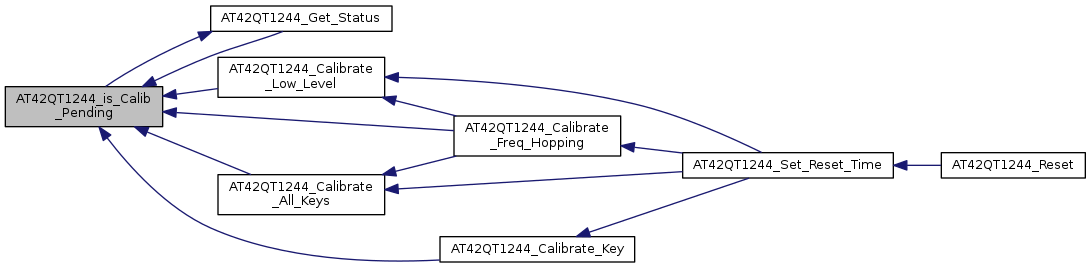 AT42QT1244_Get_Status
AT42QT1244_Calibrate
_Low_Level
AT42QT1244_is_Calib
_Pending
AT42QT1244_Calibrate
_Freq_Hopping
AT42QT1244_Set_Reset_Time
AT42QT1244_Reset
AT42QT1244_Calibrate
_All_Keys
AT42QT1244_Calibrate_Key